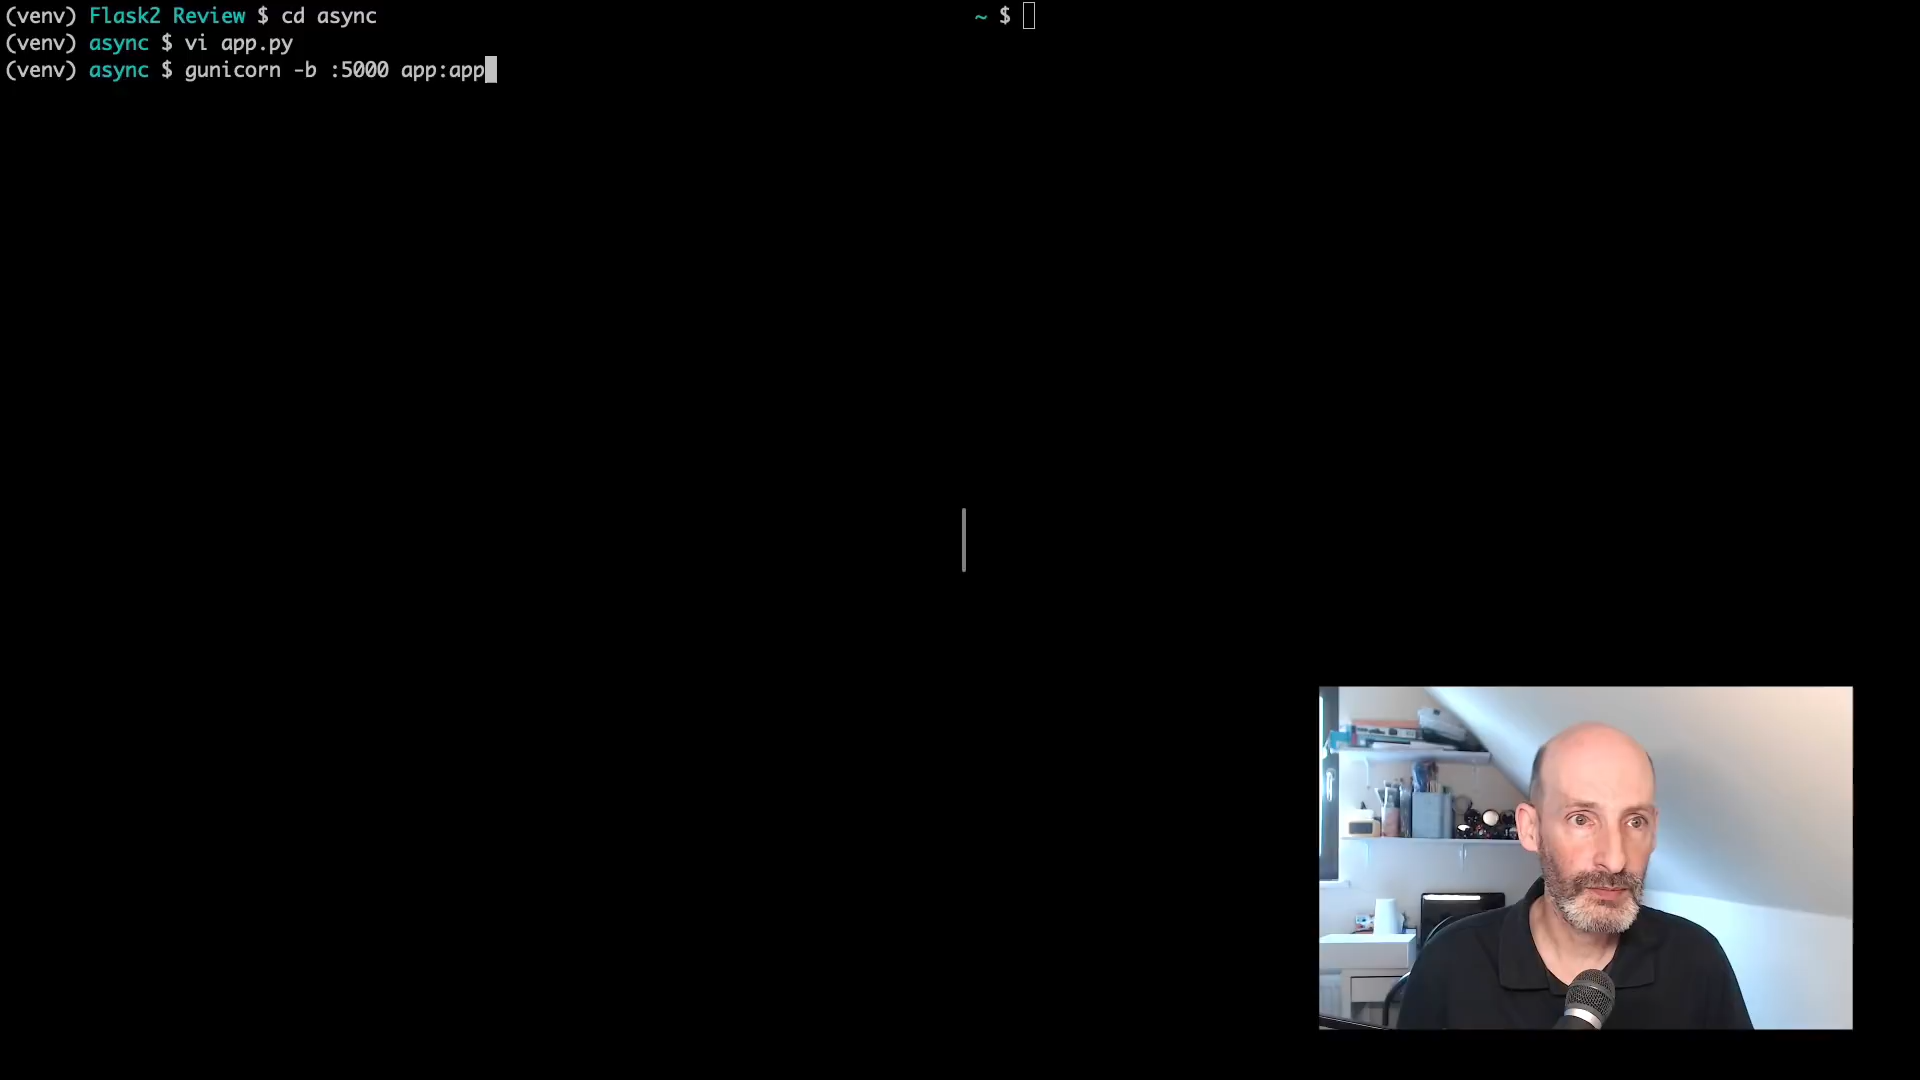 (venv) Flask2 Review $ cd async
(venv) async $ vi app.py
(venv) async $ gunicorn -b :5000 app:app
~ $